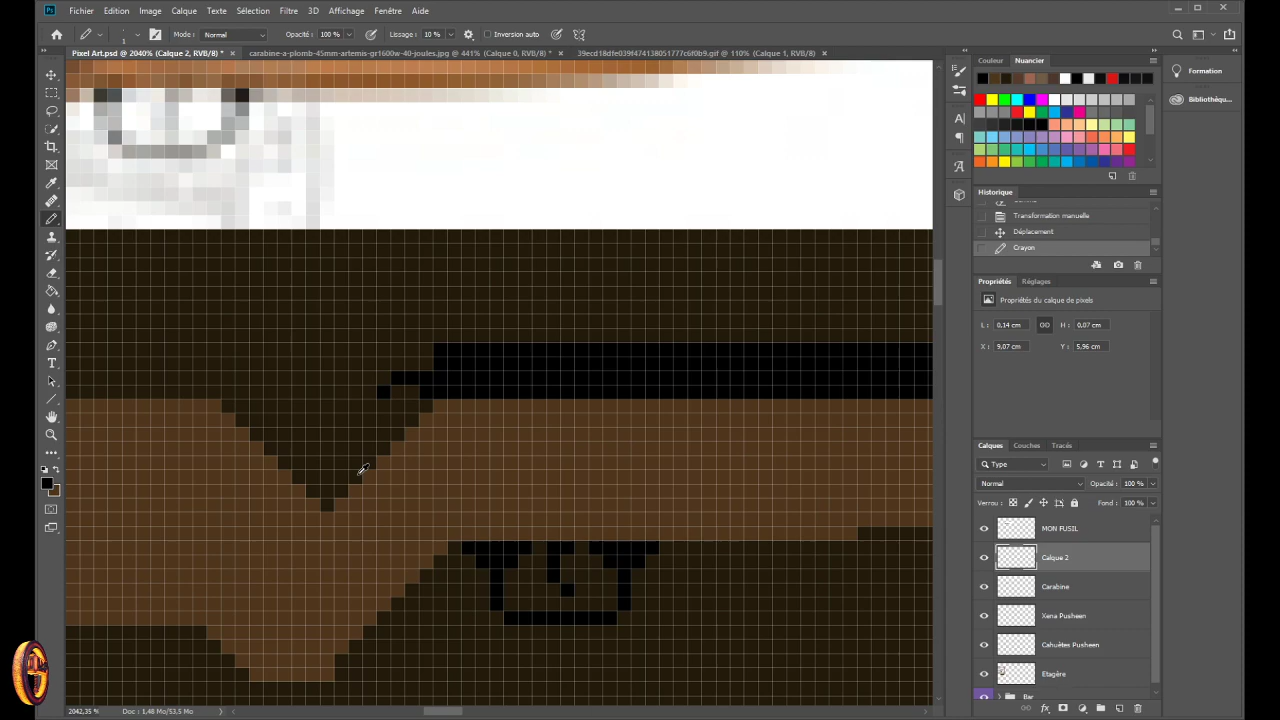 Ps Fichier Edition Image Calque Texte Sélection Filtre 3D Affichage Fenêtre Aide
1 Mode : Normal Opacité : 100 % Lissage : 10 % Inversion auto
Pixel Art.psd @ 2040% (Calque 2, RVB/8) * × carabine-a-plomb-45mm-artemis-gr1600w-40-joules.jpg @ 441% (Calque 0, RVB/8) * × 39ecd18dfe039f474138051777c6f0b9.gif @ 110% (Calque 1, RVB/8) ×
Couleur Nuancier
Formation
Bibliothèqu...
Historique
Transformation manuelle
Déplacement
Crayon
Propriétés Réglages
Propriétés du calque de pixels
L : 0,14 cm H : 0,07 cm
X : 9,07 cm Y : 5,96 cm
Calques Couches Tracés
Type
Normal Opacité : 100 %
Verrou : Fond : 100 %
MON FUSIL
Calque 2
Carabine
Xena Pusheen
Cahuètes Pusheen
Etagère
Bar
2042,35 % Doc : 1,48 Mo/53,5 Mo